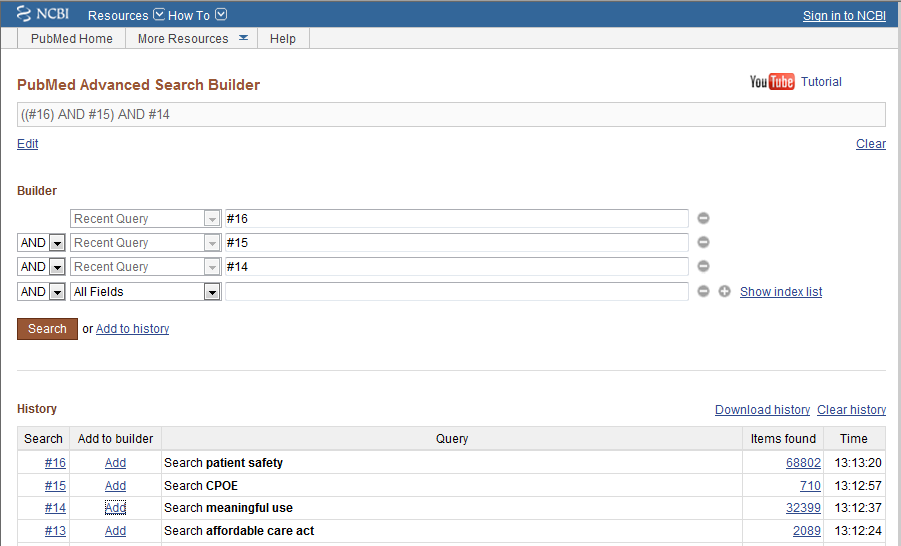 NCBI Resources How To Sign in to NCBI
PubMed Home More Resources Help
PubMed Advanced Search Builder You Tube Tutorial
((#16) AND #15) AND #14
Edit Clear
Builder
Recent Query #16
AND Recent Query #15
AND Recent Query #14
AND All Fields Show index list
Search or Add to history
History Download history Clear history
Search Add to builder Query Items found Time
#16 Add Search patient safety 68802 13:13:20
#15 Add Search CPOE 710 13:12:57
#14 Add Search meaningful use 32399 13:12:37
#13 Add Search affordable care act 2089 13:12:24